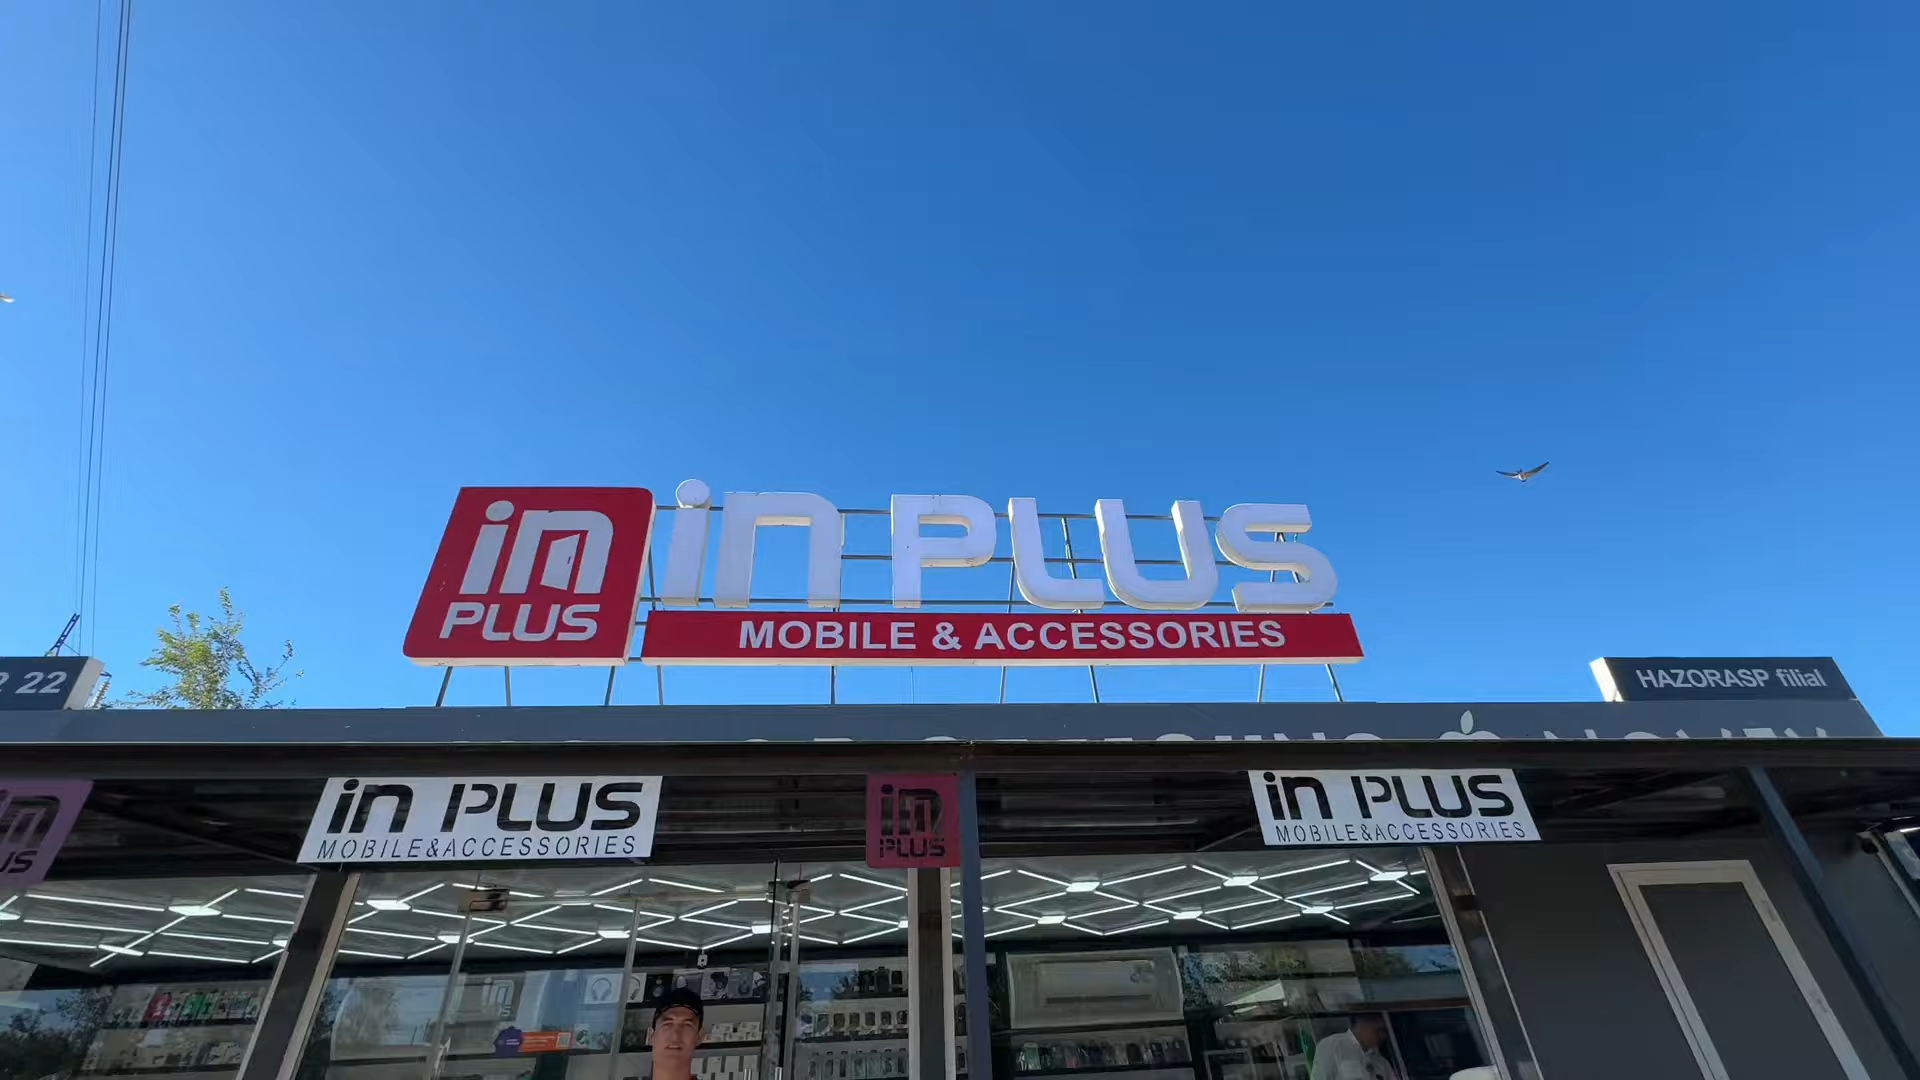 in
PLUS
in PLUS
MOBILE & ACCESSORIES
22
HAZORASP filial
in PLUS
MOBILE&ACCESSORIES
in
PLUS
in PLUS
MOBILE&ACCESSORIES
in